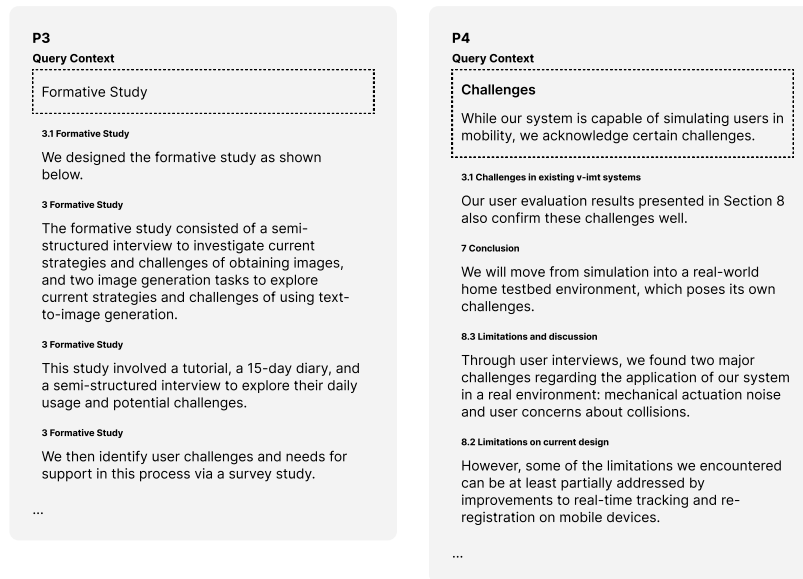 P3
Query Context
Formative Study
3.1 Formative Study
We designed the formative study as shown
below.
3 Formative Study
The formative study consisted of a semi-
structured interview to investigate current
strategies and challenges of obtaining images,
and two image generation tasks to explore
current strategies and challenges of using text-
to-image generation.
3 Formative Study
This study involved a tutorial, a 15-day diary, and
a semi-structured interview to explore their daily
usage and potential challenges.
3 Formative Study
We then identify user challenges and needs for
support in this process via a survey study.
...
P4
Query Context
Challenges
While our system is capable of simulating users in
mobility, we acknowledge certain challenges.
3.1 Challenges in existing v-imt systems
Our user evaluation results presented in Section 8
also confirm these challenges well.
7 Conclusion
We will move from simulation into a real-world
home testbed environment, which poses its own
challenges.
8.3 Limitations and discussion
Through user interviews, we found two major
challenges regarding the application of our system
in a real environment: mechanical actuation noise
and user concerns about collisions.
8.2 Limitations on current design
However, some of the limitations we encountered
can be at least partially addressed by
improvements to real-time tracking and re-
registration on mobile devices.
...